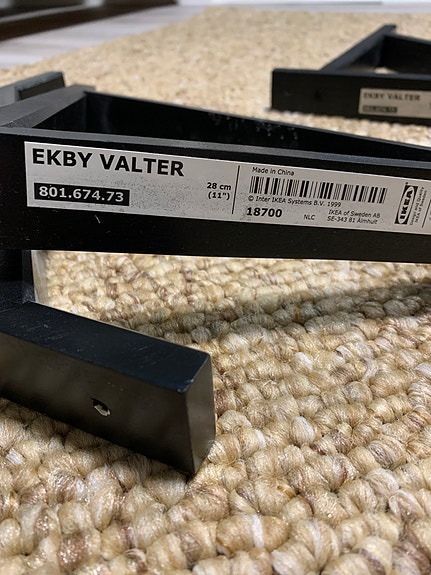 EKBY VALTER
EKBY VALTER
801.674.73
28 cm
(11")
Made in China
© Inter IKEA Systems B.V. 1999
18700
NLC
IKEA of Sweden AB
SE-343 81 Älmhult
IKEA